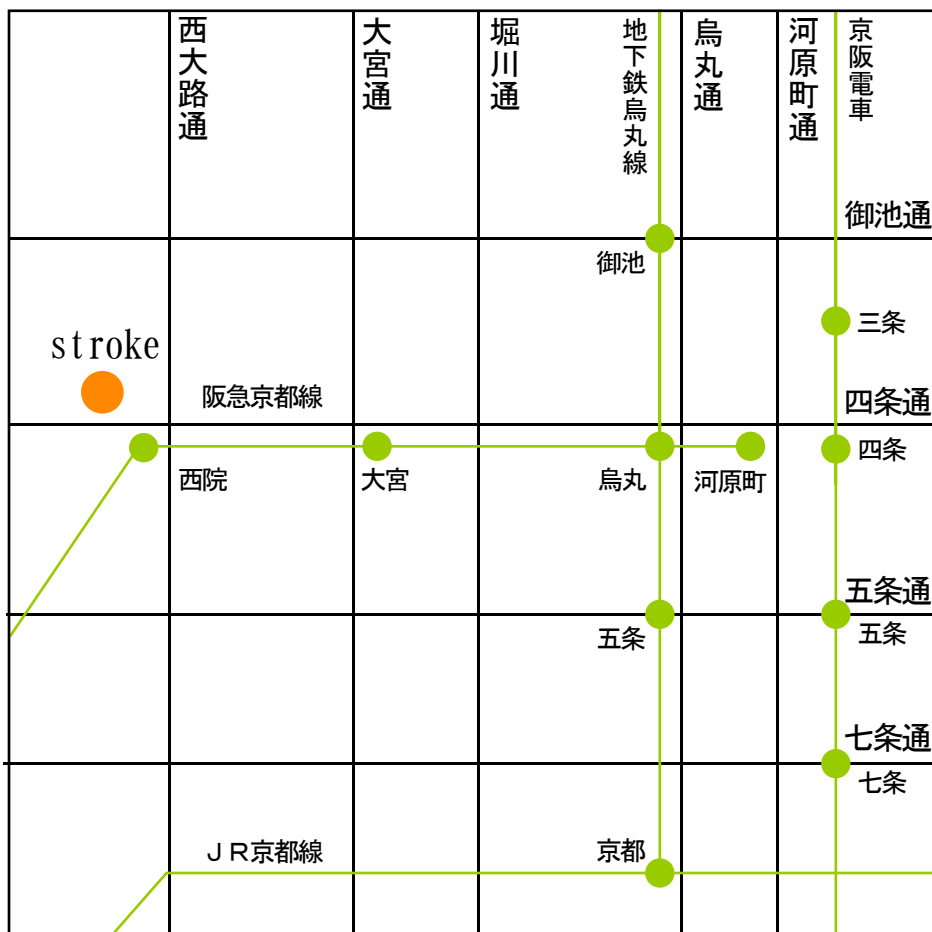 西大路通
大宮通
堀川通
地下鉄烏丸線
烏丸通
河原町通
京阪電車
御池通
御池
三条
stroke
阪急京都線
四条通
四条
西院
大宮
烏丸
河原町
五条通
五条
五条
七条通
七条
JR京都線
京都